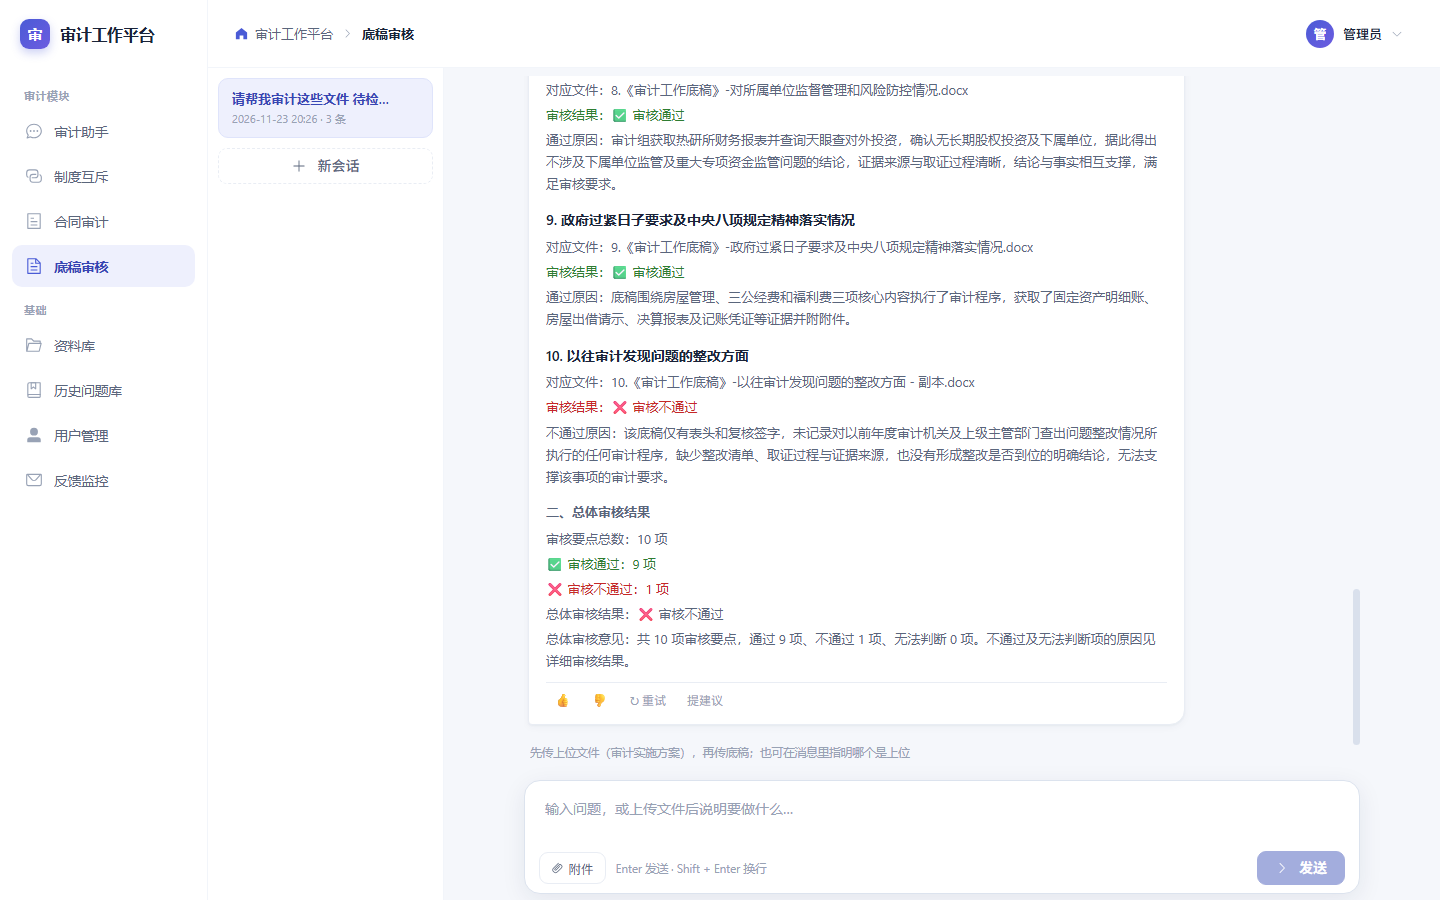 审
审计工作平台
审计模块
审计助手
制度互斥
合同审计
底稿审核
基础
资料库
历史问题库
用户管理
反馈监控
审计工作平台
底稿审核
管
管理员
请帮我审计这些文件 待检...
2026-11-23 20:26 · 3 条
新会话
对应文件：8.《审计工作底稿》-对所属单位监督管理和风险防控情况.docx
审核结果：✅ 审核通过
通过原因：审计组获取热研所财务报表并查询天眼查对外投资，确认无长期股权投资及下属单位，据此得出
不涉及下属单位监管及重大专项资金监管问题的结论，证据来源与取证过程清晰，结论与事实相互支撑，满
足审核要求。
9. 政府过紧日子要求及中央八项规定精神落实情况
对应文件：9.《审计工作底稿》-政府过紧日子要求及中央八项规定精神落实情况.docx
审核结果：✅ 审核通过
通过原因：底稿围绕房屋管理、三公经费和福利费三项核心内容执行了审计程序，获取了固定资产明细账、
房屋出借请示、决算报表及记账凭证等证据并附附件。
10. 以往审计发现问题的整改方面
对应文件：10.《审计工作底稿》-以往审计发现问题的整改方面 - 副本.docx
审核结果：❌ 审核不通过
不通过原因：该底稿仅有表头和复核签字，未记录对以前年度审计机关及上级主管部门查出问题整改情况所
执行的任何审计程序，缺少整改清单、取证过程与证据来源，也没有形成整改是否到位的明确结论，无法支
撑该事项的审计要求。
二、总体审核结果
审核要点总数：10 项
✅ 审核通过：9 项
❌ 审核不通过：1 项
总体审核结果：❌ 审核不通过
总体审核意见：共 10 项审核要点，通过 9 项、不通过 1 项、无法判断 0 项。不通过及无法判断项的原因见
详细审核结果。
👍 👎 ↻ 重试 提建议
先传上位文件（审计实施方案），再传底稿；也可在消息里指明哪个是上位
输入问题，或上传文件后说明要做什么...
附件
Enter 发送 · Shift + Enter 换行
发送